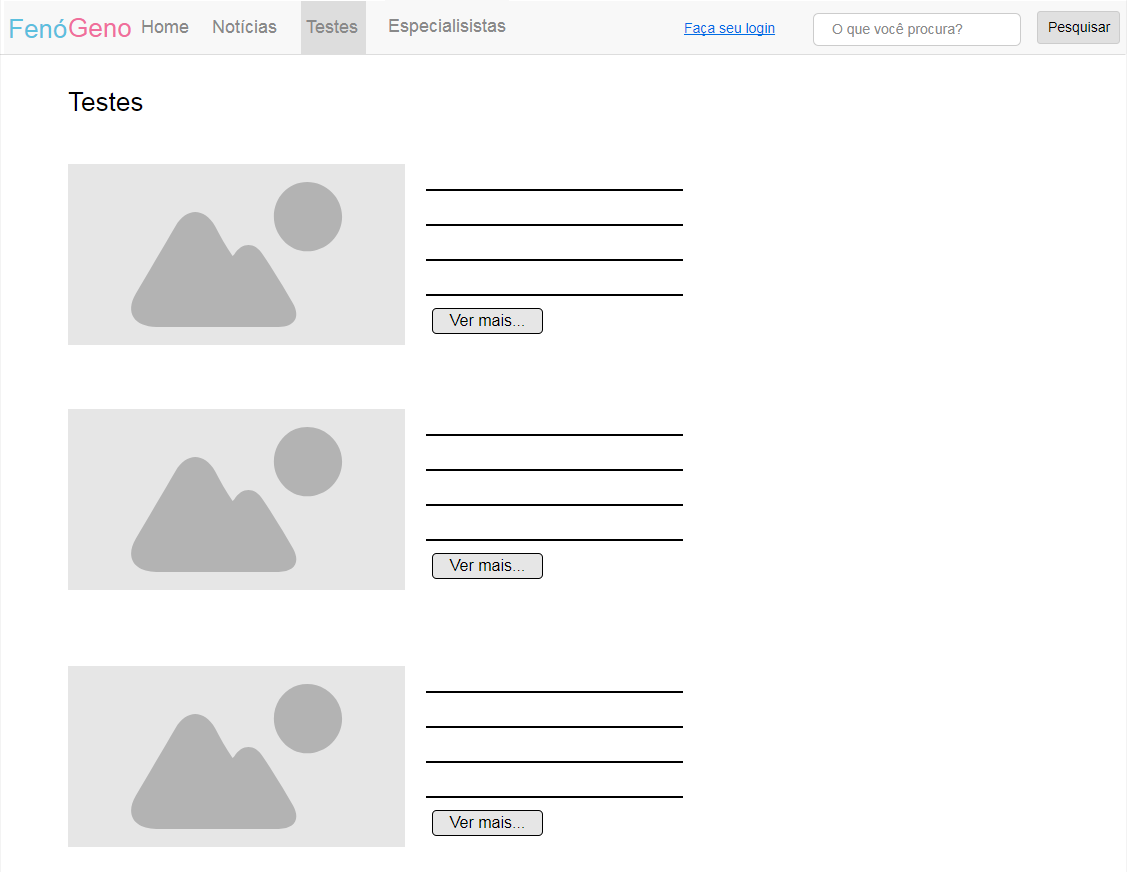 FenóGeno Home Notícias Testes Especialisistas Faça seu login O que você procura? Pesquisar
Testes
Ver mais...
Ver mais...
Ver mais...